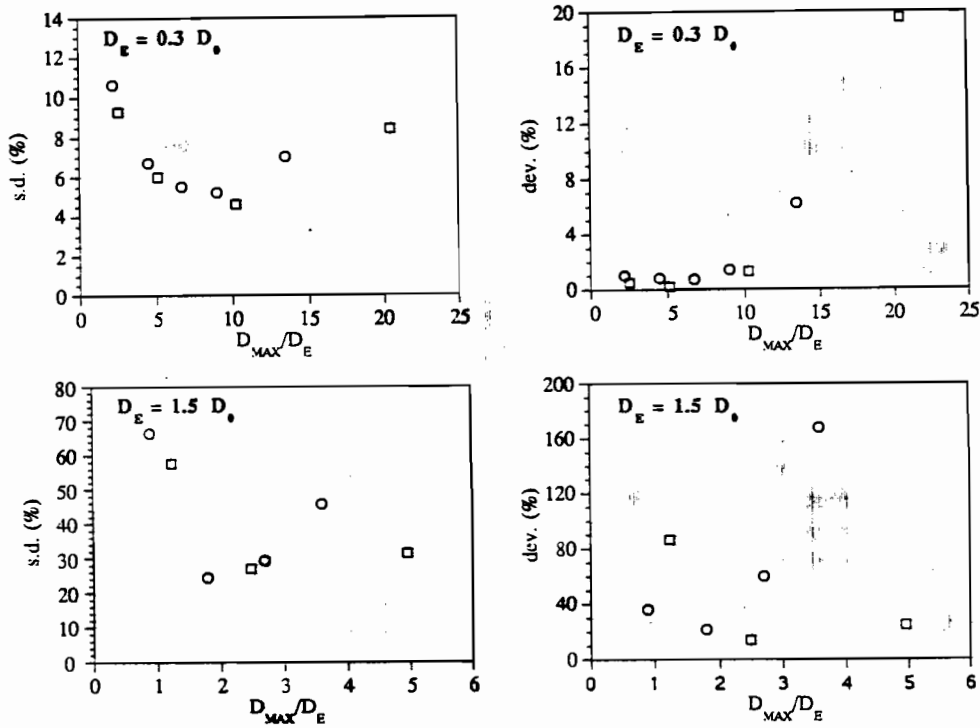 14
12
10
8
6
4
2
0
s.d. (%)
D_E = 0.3 D_0
0 5 10 15 20 25
D_MAX/D_E
20
16
12
8
4
0
dev. (%)
D_E = 0.3 D_0
0 5 10 15 20 25
D_MAX/D_E
80
70
60
50
40
30
20
10
0
s.d. (%)
D_E = 1.5 D_0
0 1 2 3 4 5 6
D_MAX/D_E
200
160
120
80
40
0
dev. (%)
D_E = 1.5 D_0
0 1 2 3 4 5 6
D_MAX/D_E